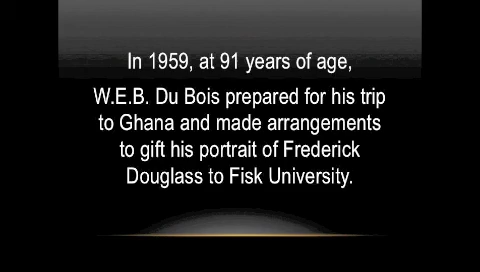 In 1959, at 91 years of age,
W.E.B. Du Bois prepared for his trip
to Ghana and made arrangements
to gift his portrait of Frederick
Douglass to Fisk University.